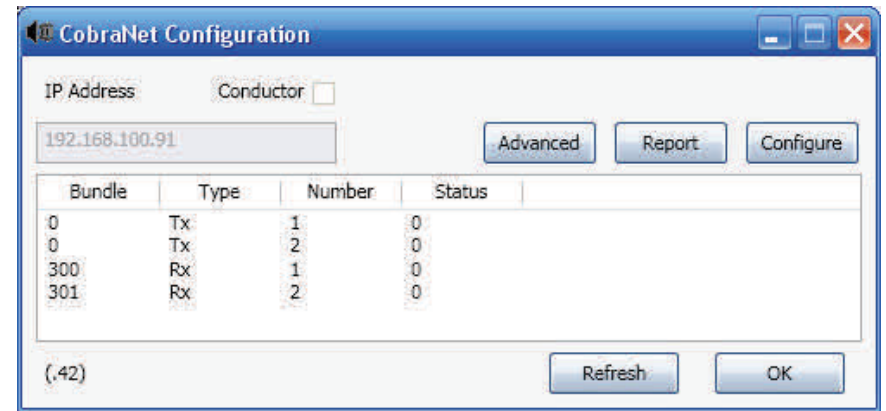 CobraNet Configuration
IP Address Conductor
192.168.100.91 Advanced Report Configure
Bundle Type Number Status
0 Tx 1 0
0 Tx 2 0
300 Rx 1 0
301 Rx 2 0
(.42) Refresh OK